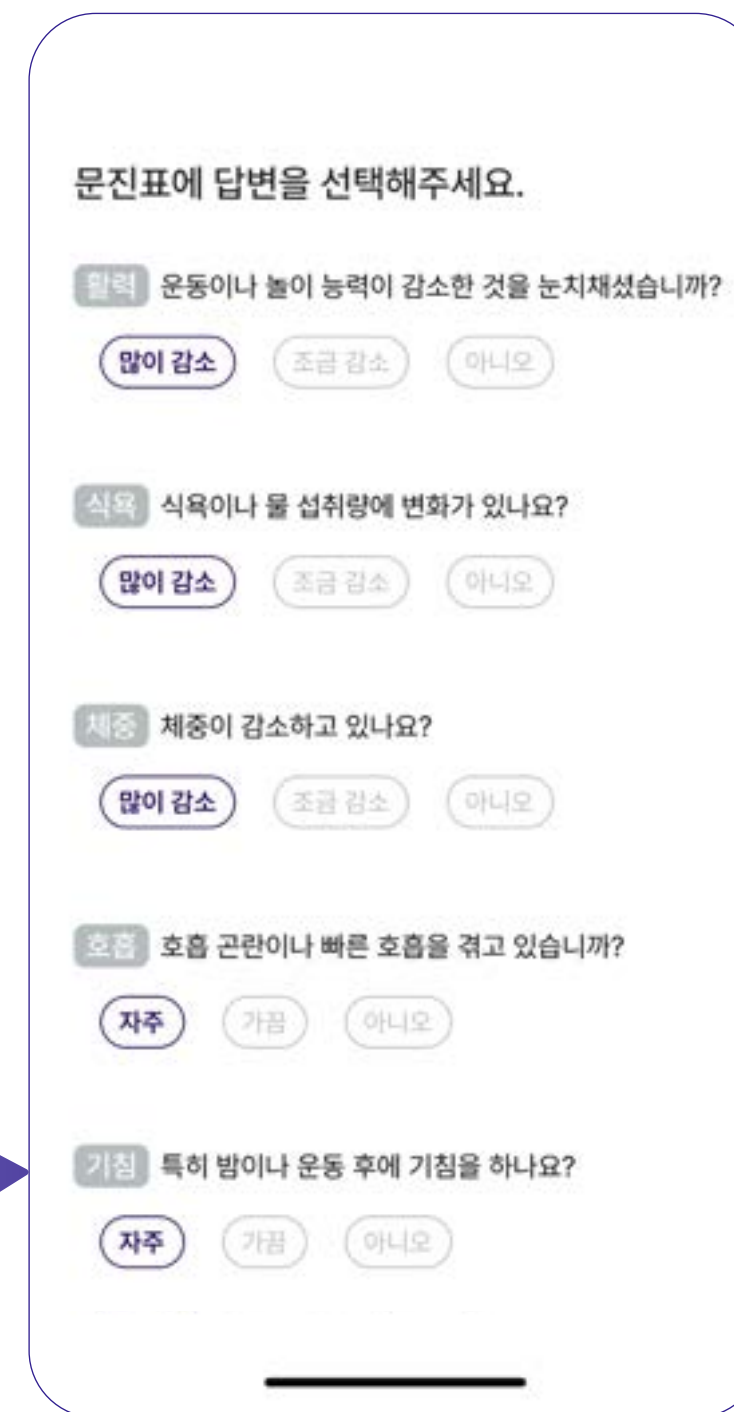 문진표에 답변을 선택해주세요.
활력 운동이나 놀이 능력이 감소한 것을 눈치채셨습니까?
많이 감소 조금 감소 아니오
식욕 식욕이나 물 섭취량에 변화가 있나요?
많이 감소 조금 감소 아니오
체중 체중이 감소하고 있나요?
많이 감소 조금 감소 아니오
호흡 호흡 곤란이나 빠른 호흡을 겪고 있습니까?
자주 가끔 아니오
기침 특히 밤이나 운동 후에 기침을 하나요?
자주 가끔 아니오